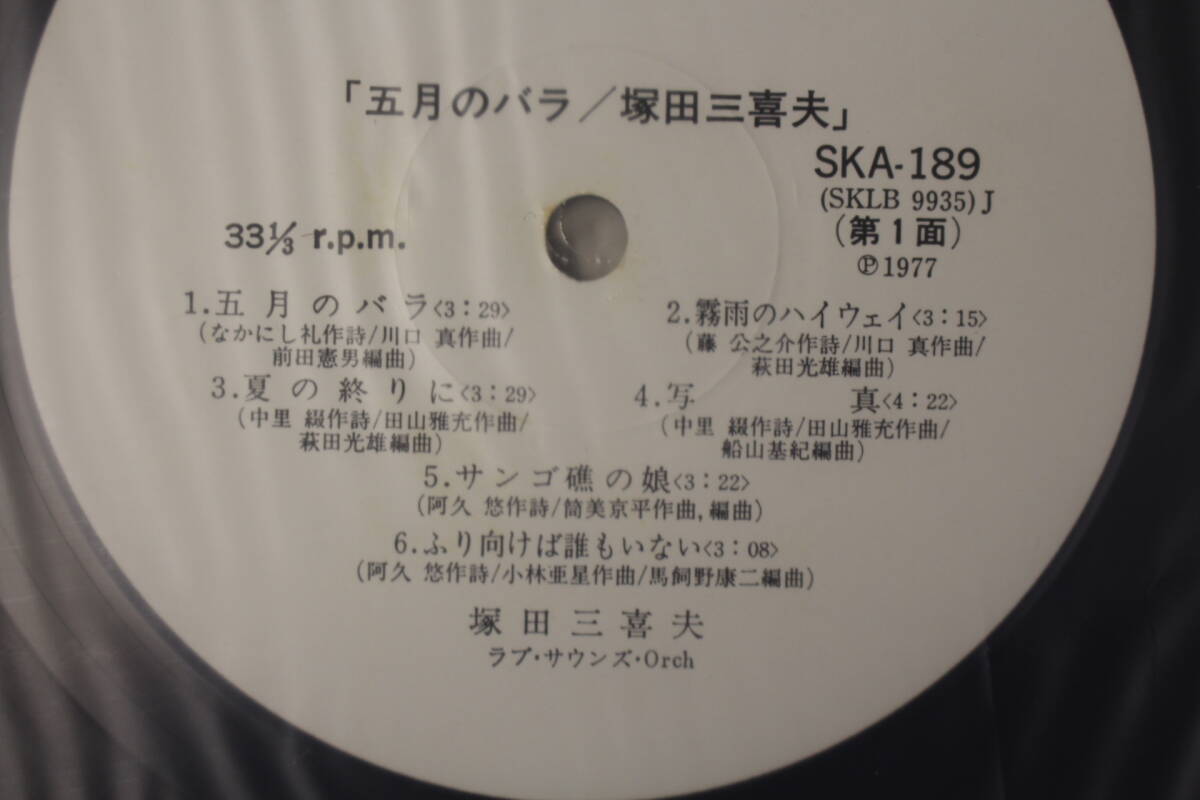 「五月のバラ／塚田三喜夫」
SKA-189
(SKLB 9935) J
(第1面)
Ⓟ1977
33⅓ r.p.m.
1.五月のバラ〈3:29〉
(なかにし礼作詩/川口 真作曲/
前田憲男編曲)
2.霧雨のハイウェイ〈3:15〉
(藤 公之介作詩/川口 真作曲/
萩田光雄編曲)
3.夏の終りに〈3:29〉
(中里 綴作詩/田山雅充作曲/
萩田光雄編曲)
4.写 真〈4:22〉
(中里 綴作詩/田山雅充作曲/
船山基紀編曲)
5.サンゴ礁の娘〈3:22〉
(阿久 悠作詩/筒美京平作曲,編曲)
6.ふり向けば誰もいない〈3:08〉
(阿久 悠作詩/小林亜星作曲/馬飼野康二編曲)
塚田三喜夫
ラブ・サウンズ・Orch